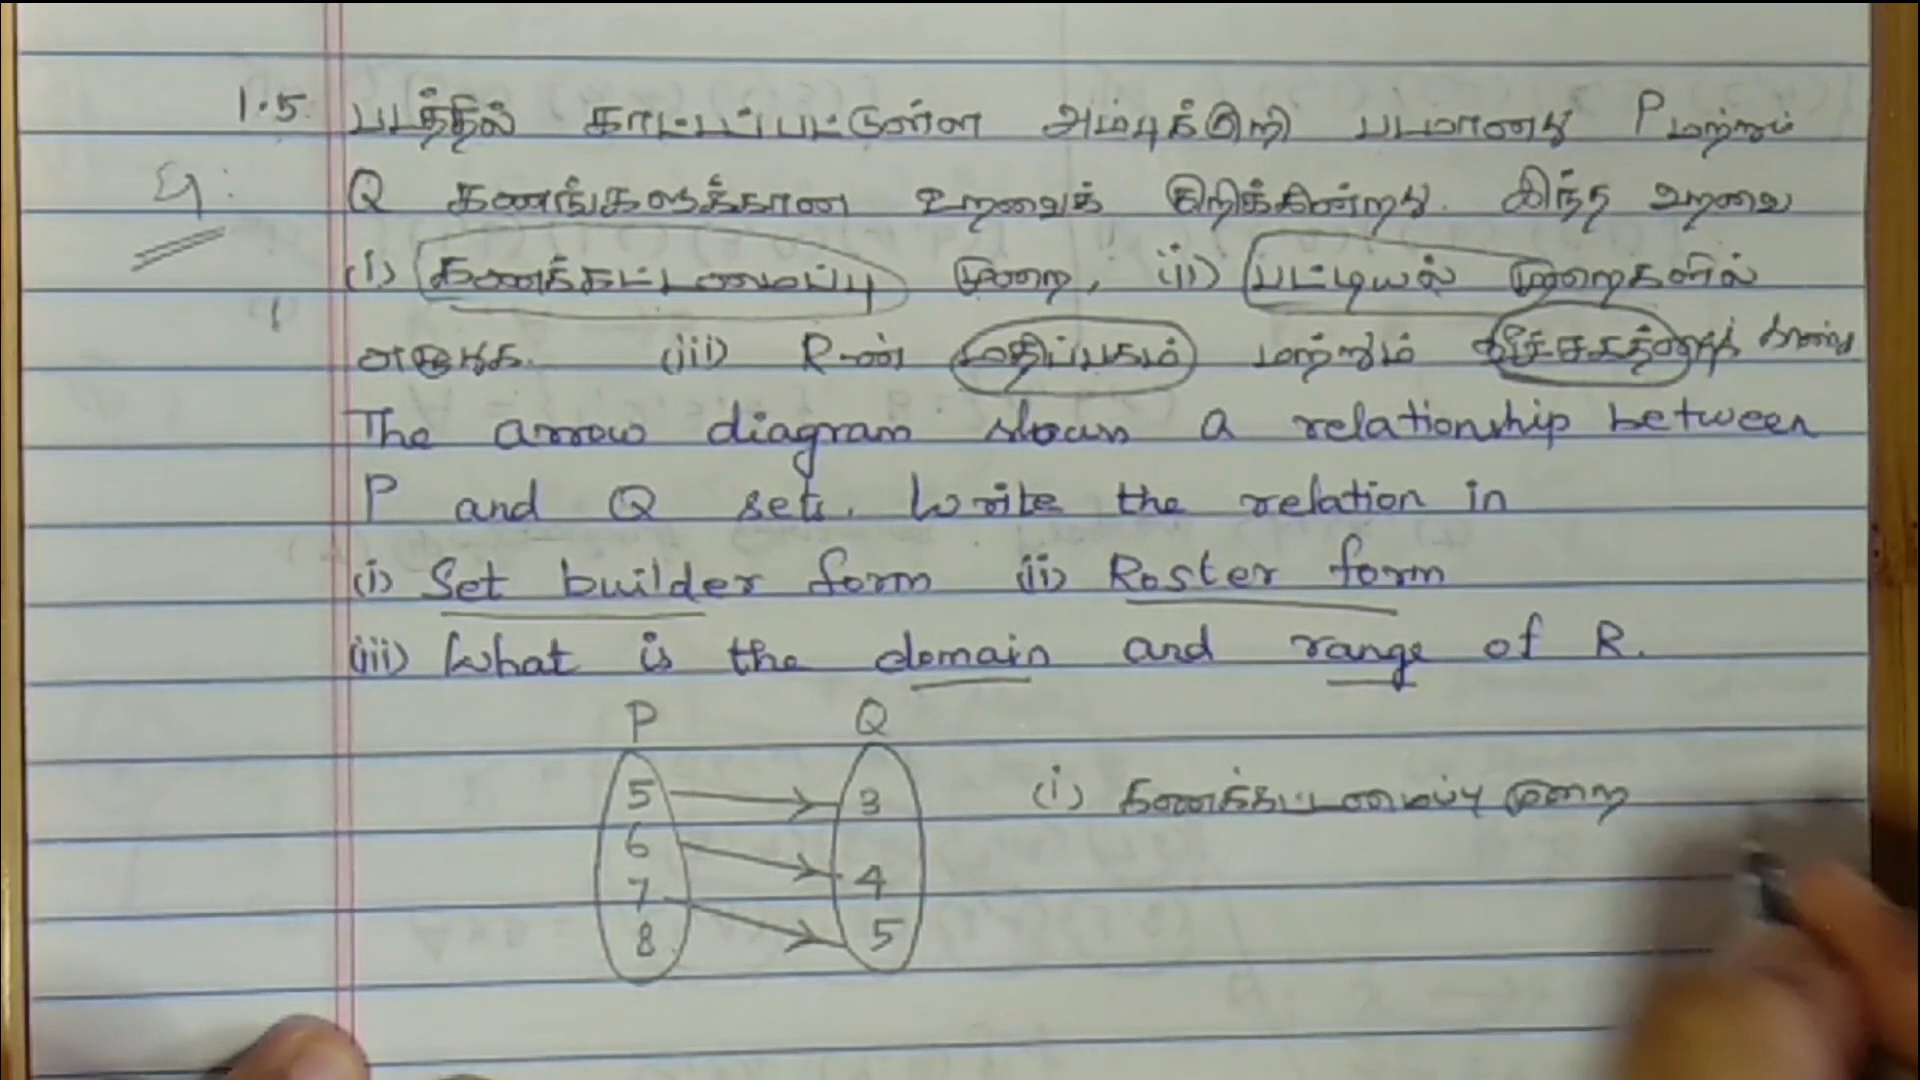 1.5 படத்தில் காட்டப்பட்டுள்ள அம்புக்குறி படமானது P மற்றும்
எ.
Q கணங்களுக்கான உறவைக் குறிக்கின்றது. இந்த உறவை
(i) கணக்கட்டமைப்பு முறை, ii) பட்டியல் முறைகளில்
எழுதுக. (iii) R-ன் மதிப்பகம் மற்றும் வீச்சகத்தைக் காண்க
The arrow diagram shows a relationship between
P and Q sets. Write the relation in
(i) Set builder form (ii) Roster form
(iii) What is the domain and range of R.
P Q
5 3
6 4
7 5
8
(i) கணக்கட்டமைப்பு முறை